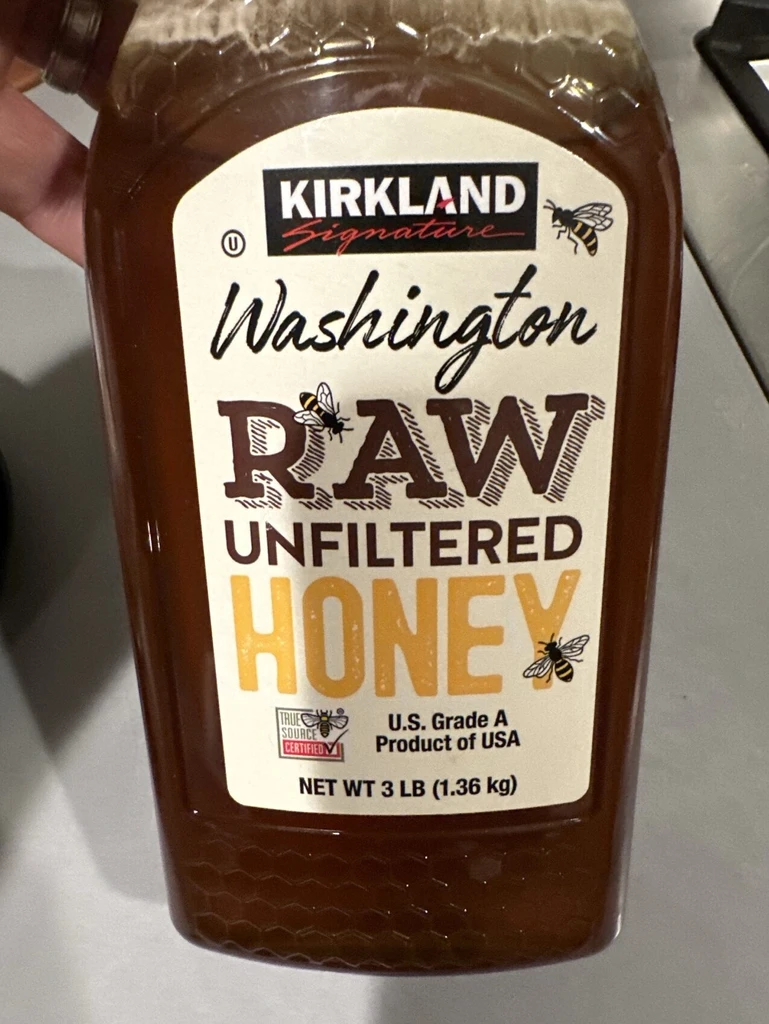 KIRKLAND
Signature
U
Washington
RAW
UNFILTERED
HONEY
TRUE
SOURCE
CERTIFIED
U.S. Grade A
Product of USA
NET WT 3 LB (1.36 kg)